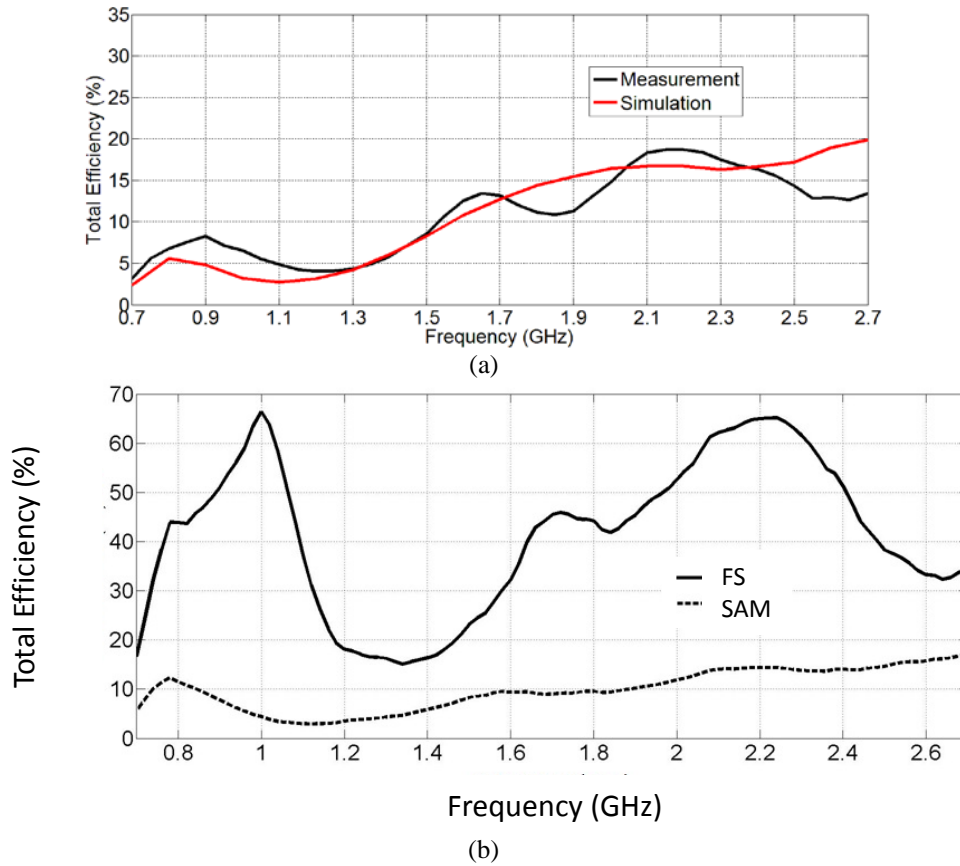 35
30
25
20
15
10
5
0
Total Efficiency (%)
Measurement
Simulation
0.7 0.9 1.1 1.3 1.5 1.7 1.9 2.1 2.3 2.5 2.7
Frequency (GHz)
(a)
70
60
50
40
30
20
10
0
Total Efficiency (%)
FS
SAM
0.8 1 1.2 1.4 1.6 1.8 2 2.2 2.4 2.6
Frequency (GHz)
(b)